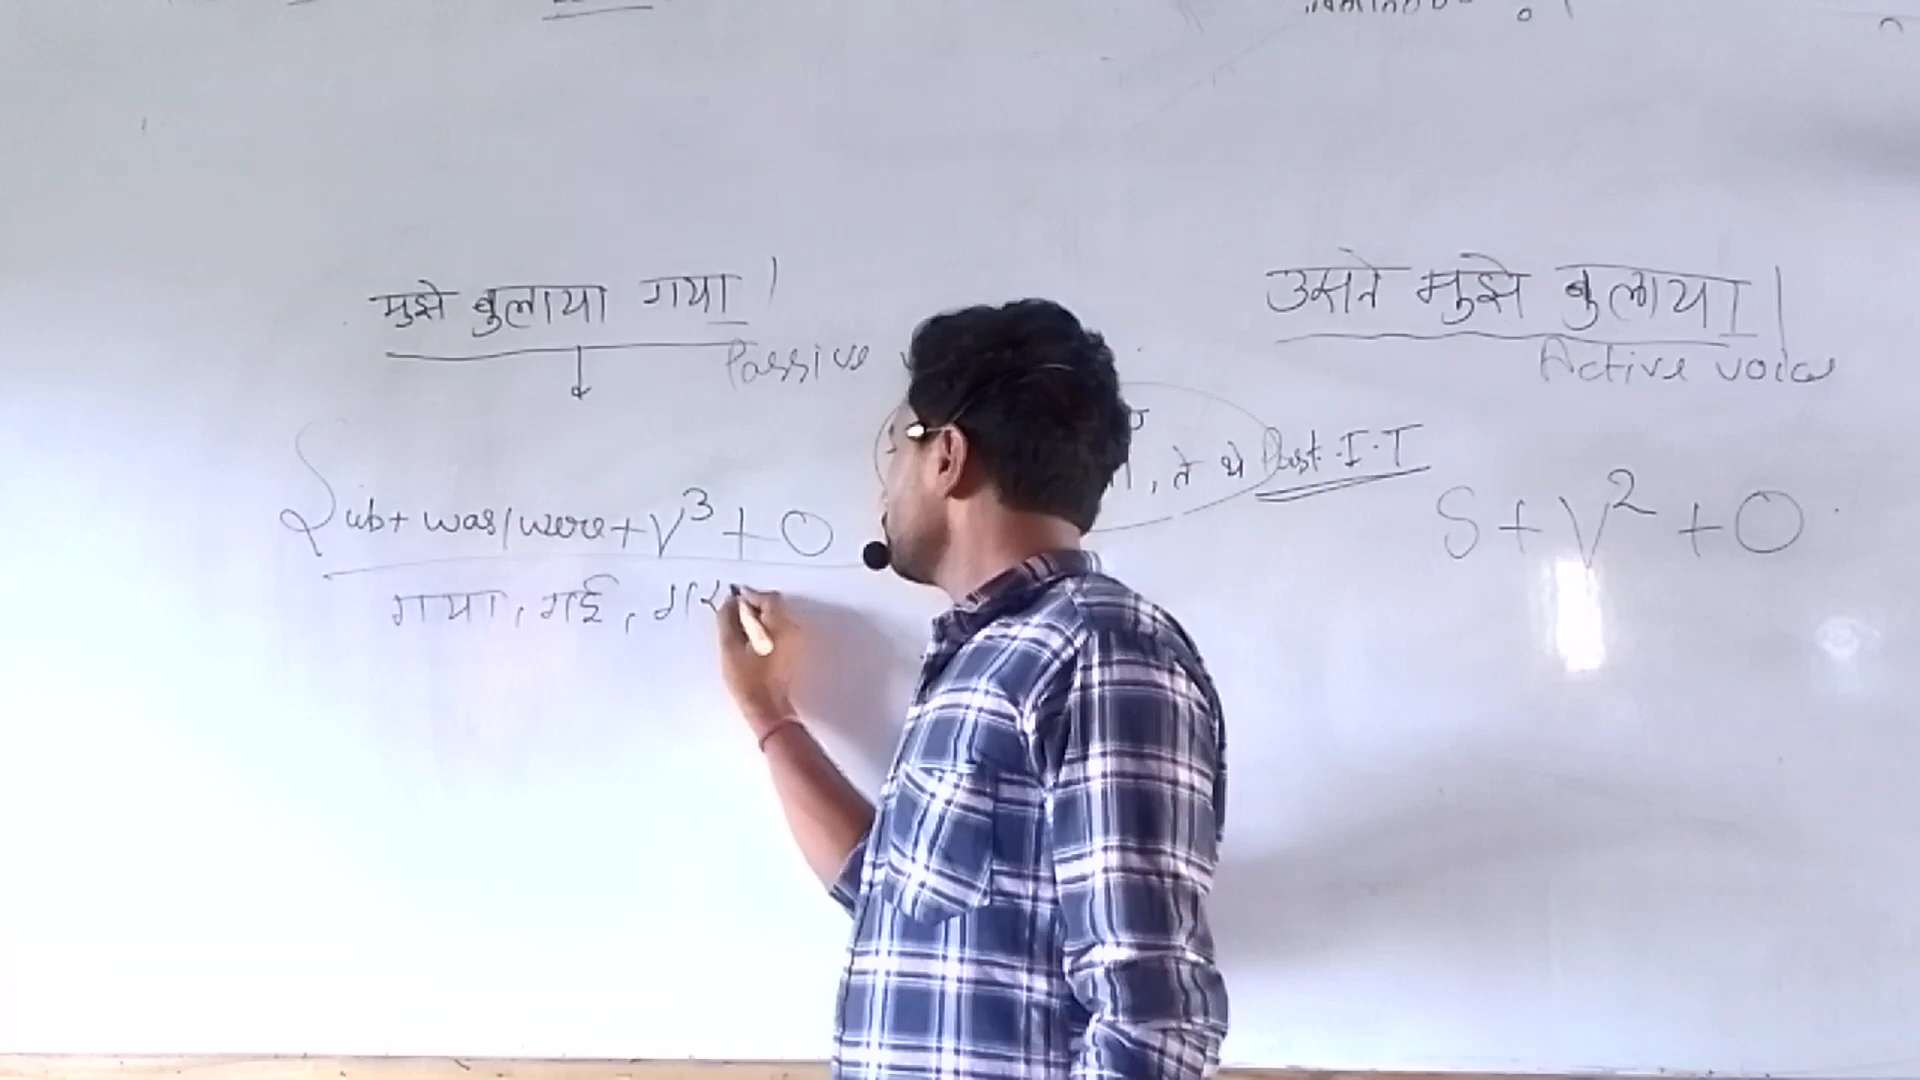 मुझे बुलाया गया।
Passive
Sub+ was/were+V³+O
गया, गई, गए
उसने मुझे बुलाया।
Active voice
, ते थे Past.I.T
S+V²+O